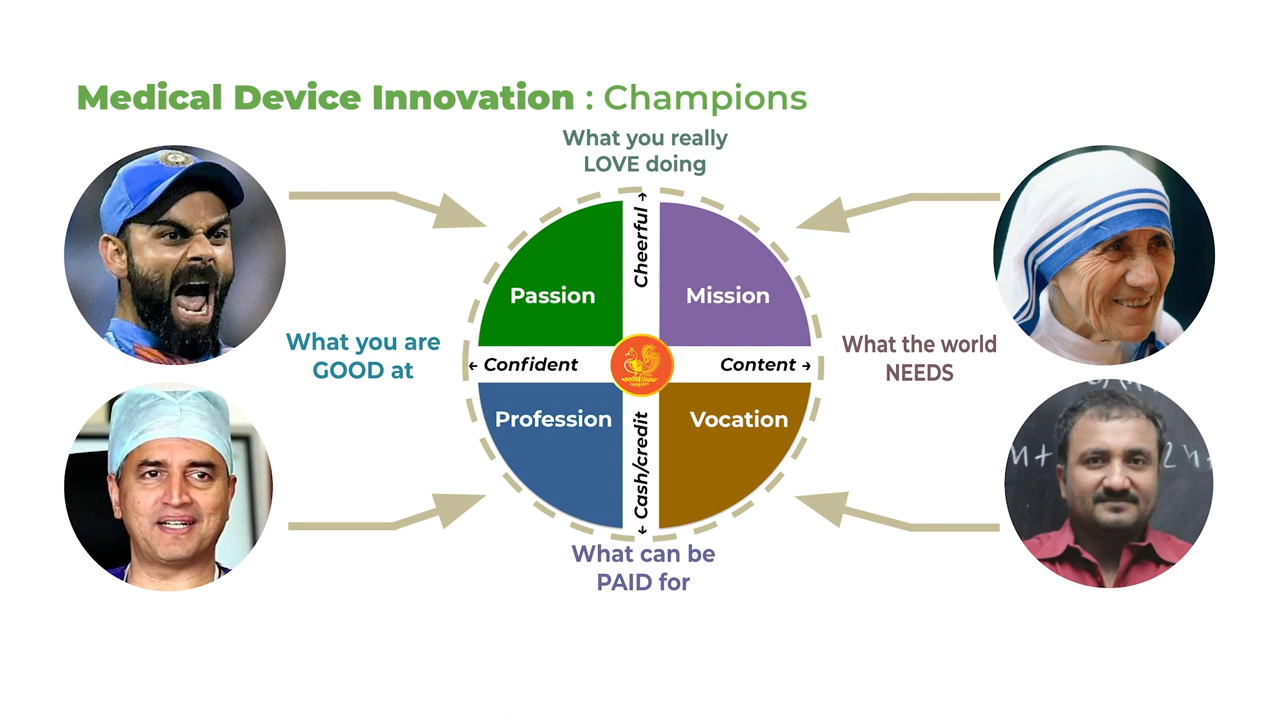 Medical Device Innovation : Champions
What you really
LOVE doing
Cheerful →
Passion
Mission
What you are
GOOD at
← Confident
Content →
What the world
NEEDS
Profession
Vocation
← Cash/credit
What can be
PAID for